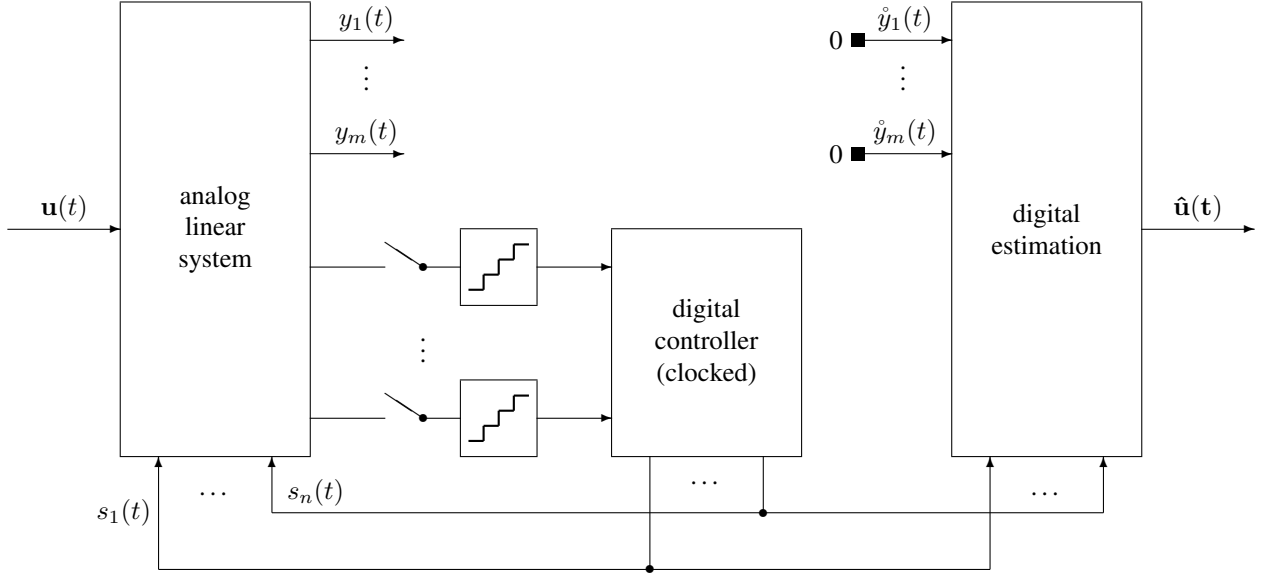 y₁(t)
⋮
yₘ(t)
u(t)
analog
linear
system
0
ẙ₁(t)
⋮
0
ẙₘ(t)
digital
estimation
û(t)
⋮
digital
controller
(clocked)
s₁(t)
...
sₙ(t)
...
...